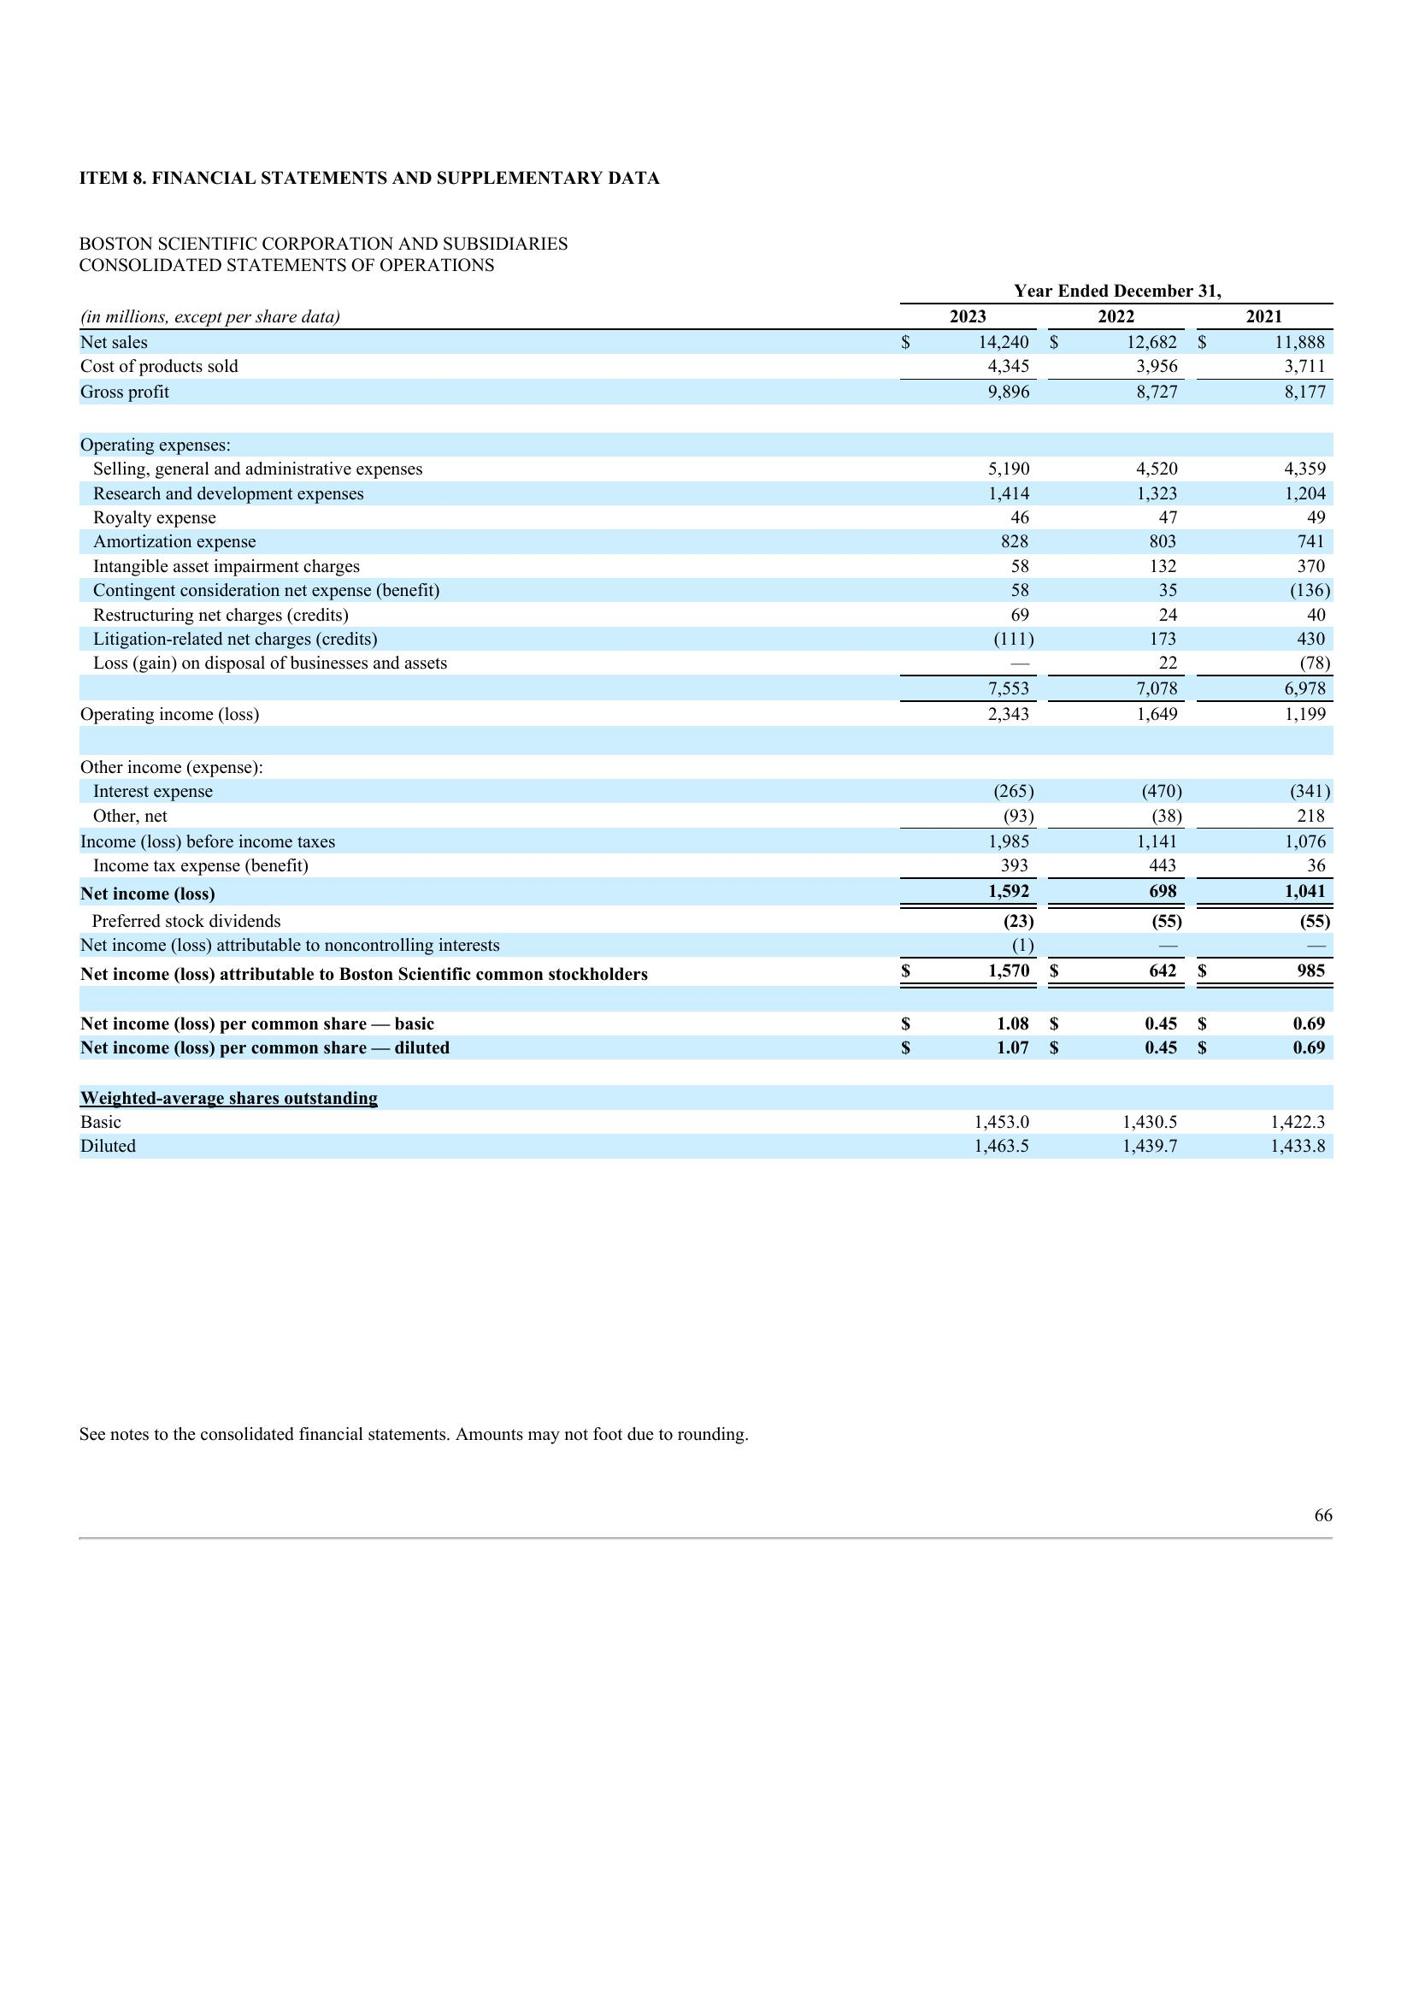 ITEM 8. FINANCIAL STATEMENTS AND SUPPLEMENTARY DATA
BOSTON SCIENTIFIC CORPORATION AND SUBSIDIARIES
CONSOLIDATED STATEMENTS OF OPERATIONS
Year Ended December 31,
(in millions, except per share data) 2023 2022 2021
Net sales $ 14,240 $ 12,682 $ 11,888
Cost of products sold 4,345 3,956 3,711
Gross profit 9,896 8,727 8,177
Operating expenses:
Selling, general and administrative expenses 5,190 4,520 4,359
Research and development expenses 1,414 1,323 1,204
Royalty expense 46 47 49
Amortization expense 828 803 741
Intangible asset impairment charges 58 132 370
Contingent consideration net expense (benefit) 58 35 (136)
Restructuring net charges (credits) 69 24 40
Litigation-related net charges (credits) (111) 173 430
Loss (gain) on disposal of businesses and assets — 22 (78)
7,553 7,078 6,978
Operating income (loss) 2,343 1,649 1,199
Other income (expense):
Interest expense (265) (470) (341)
Other, net (93) (38) 218
Income (loss) before income taxes 1,985 1,141 1,076
Income tax expense (benefit) 393 443 36
Net income (loss) 1,592 698 1,041
Preferred stock dividends (23) (55) (55)
Net income (loss) attributable to noncontrolling interests (1) — —
Net income (loss) attributable to Boston Scientific common stockholders $ 1,570 $ 642 $ 985
Net income (loss) per common share — basic $ 1.08 $ 0.45 $ 0.69
Net income (loss) per common share — diluted $ 1.07 $ 0.45 $ 0.69
Weighted-average shares outstanding
Basic 1,453.0 1,430.5 1,422.3
Diluted 1,463.5 1,439.7 1,433.8
See notes to the consolidated financial statements. Amounts may not foot due to rounding.
66